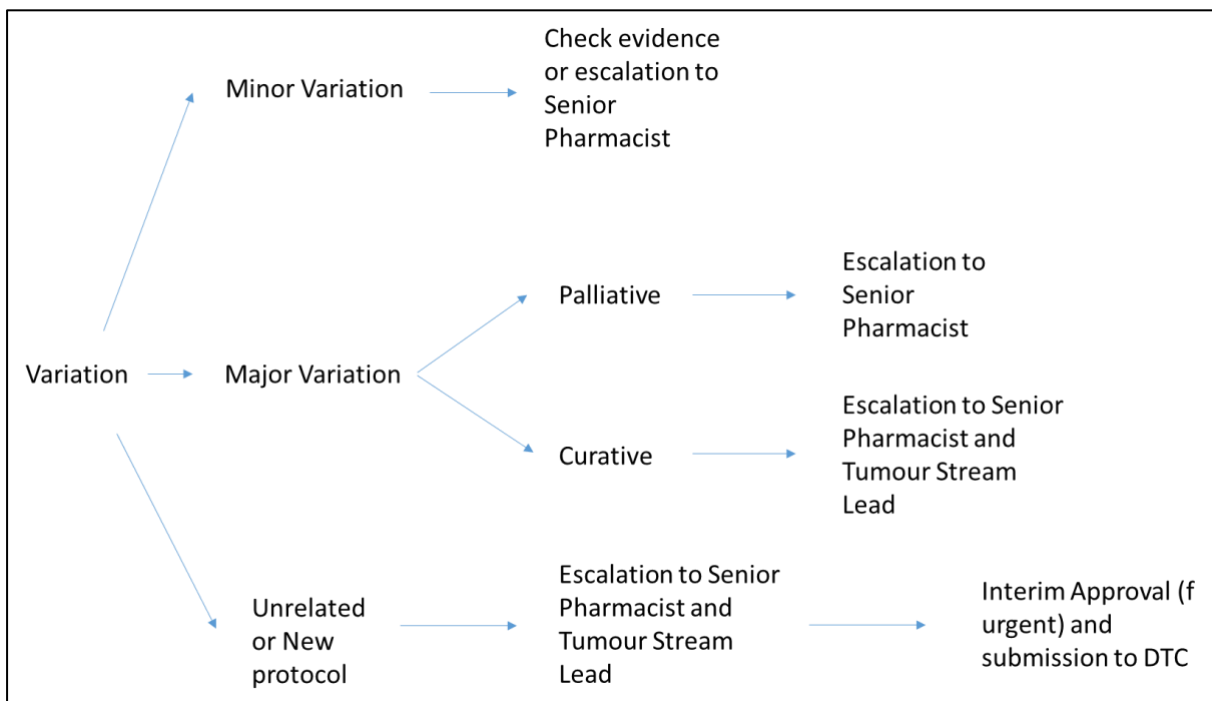 Minor Variation
Check evidence
or escalation to
Senior
Pharmacist
Variation
Major Variation
Palliative
Escalation to
Senior
Pharmacist
Curative
Escalation to Senior
Pharmacist and
Tumour Stream
Lead
Unrelated
or New
protocol
Escalation to Senior
Pharmacist and
Tumour Stream
Lead
Interim Approval (f
urgent) and
submission to DTC